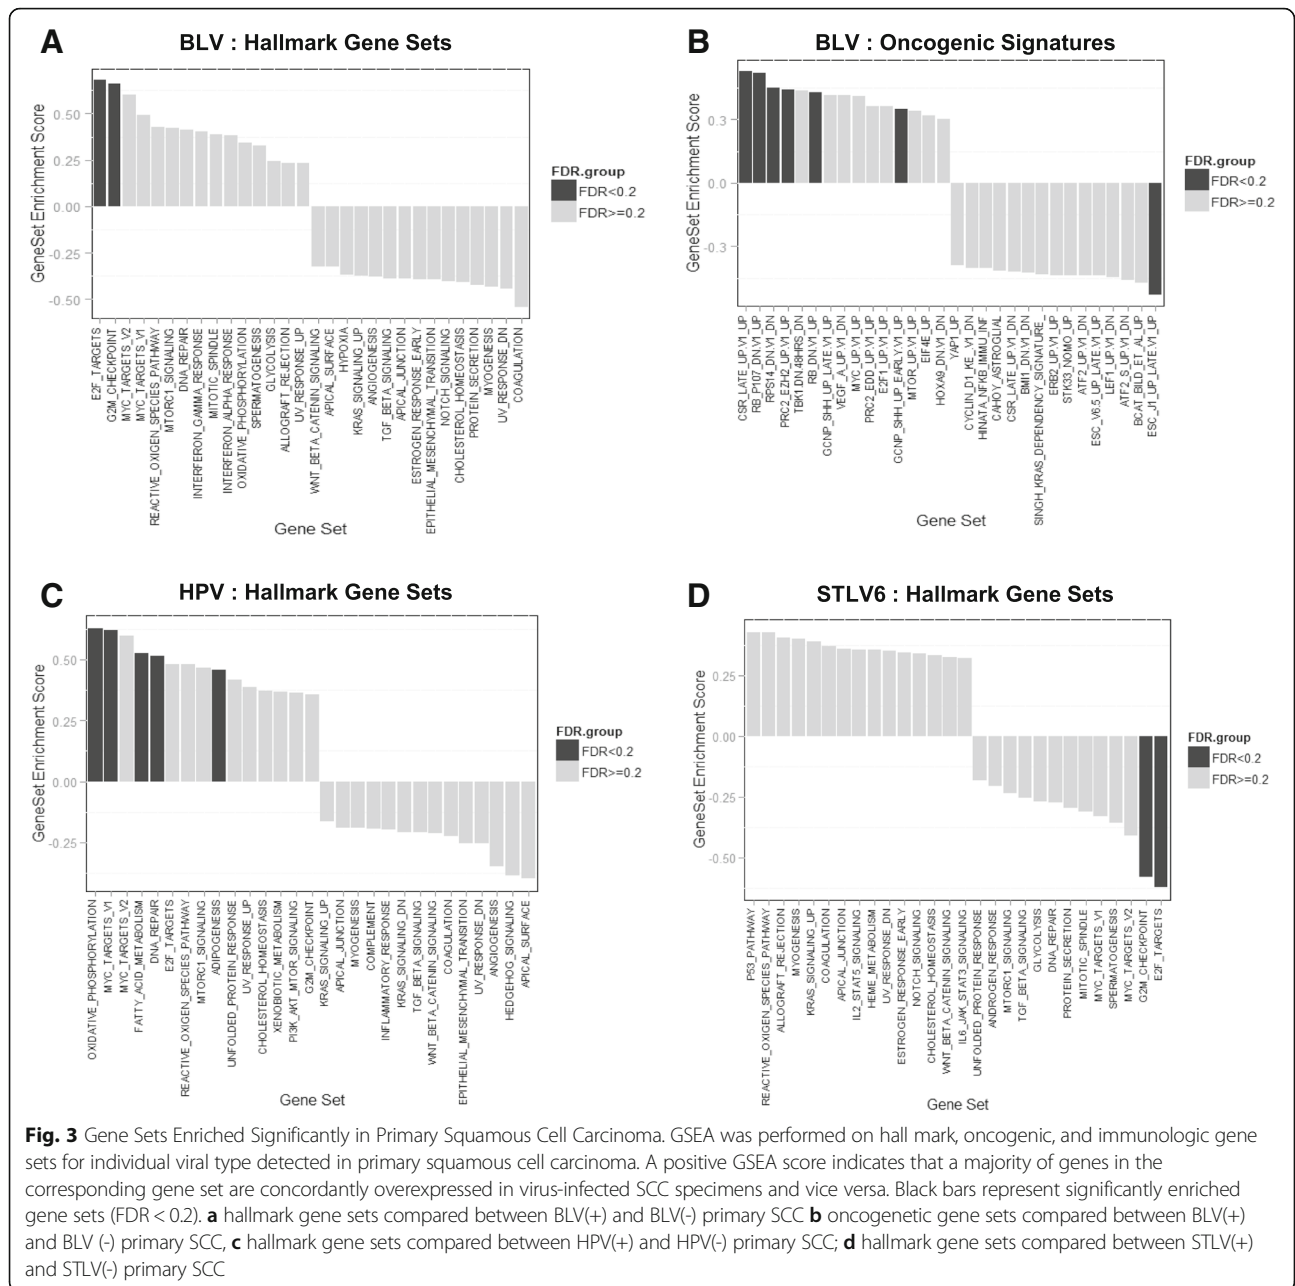 A
BLV : Hallmark Gene Sets
GeneSet Enrichment Score
0.50
0.25
0.00
-0.25
-0.50
E2F_TARGETS
G2M_CHECKPOINT
MYC_TARGETS_V2
MYC_TARGETS_V1
REACTIVE_OXIGEN_SPECIES_PATHWAY
MTORC1_SIGNALING
DNA_REPAIR
INTERFERON_GAMMA_RESPONSE
MITOTIC_SPINDLE
INTERFERON_ALPHA_RESPONSE
OXIDATIVE_PHOSPHORYLATION
SPERMATOGENESIS
GLYCOLYSIS
ALLOGRAFT_REJECTION
UV_RESPONSE_UP
WNT_BETA_CATENIN_SIGNALING
APICAL_SURFACE
HYPOXIA
KRAS_SIGNALING_UP
ANGIOGENESIS
TGF_BETA_SIGNALING
APICAL_JUNCTION
ESTROGEN_RESPONSE_EARLY
EPITHELIAL_MESENCHYMAL_TRANSITION
NOTCH_SIGNALING
CHOLESTEROL_HOMEOSTASIS
PROTEIN_SECRETION
MYOGENESIS
UV_RESPONSE_DN
COAGULATION
Gene Set
FDR.group
FDR<0.2
FDR>=0.2
B
BLV : Oncogenic Signatures
GeneSet Enrichment Score
0.3
0.0
-0.3
CSR_LATE_UP.V1_UP
RB_P107_DN.V1_UP
RPS14_DN.V1_DN
PRC2_EZH2_UP.V1_UP
TBK1.DN.48HRS_DN
RB_DN.V1_UP
GCNP_SHH_UP_LATE.V1_UP
VEGF_A_UP.V1_DN
MYC_UP.V1_UP
PRC2_EDD_UP.V1_UP
E2F1_UP.V1_UP
GCNP_SHH_UP_EARLY.V1_UP
MTOR_UP.V1_DN
EIF4E_UP
HOXA9_DN.V1_DN
YAP1_UP
CYCLIN_D1_KE_.V1_DN
HINATA_NFKB_IMMU_INF
CAHOY_ASTROGLIAL
CSR_LATE_UP.V1_DN
BMI1_DN.V1_DN
SINGH_KRAS_DEPENDENCY_SIGNATURE_
ERB2_UP.V1_UP
STK33_NOMO_UP
ATF2_UP.V1_DN
ESC_V6.5_UP_LATE.V1_UP
LEF1_UP.V1_DN
ATF2_S_UP.V1_DN
BCAT_BILD_ET_AL_UP
ESC_J1_UP_LATE.V1_UP
Gene Set
FDR.group
FDR<0.2
FDR>=0.2
C
HPV : Hallmark Gene Sets
GeneSet Enrichment Score
0.50
0.25
0.00
-0.25
OXIDATIVE_PHOSPHORYLATION
MYC_TARGETS_V1
MYC_TARGETS_V2
FATTY_ACID_METABOLISM
DNA_REPAIR
E2F_TARGETS
REACTIVE_OXIGEN_SPECIES_PATHWAY
MTORC1_SIGNALING
ADIPOGENESIS
UNFOLDED_PROTEIN_RESPONSE
UV_RESPONSE_UP
CHOLESTEROL_HOMEOSTASIS
XENOBIOTIC_METABOLISM
PI3K_AKT_MTOR_SIGNALING
G2M_CHECKPOINT
KRAS_SIGNALING_UP
APICAL_JUNCTION
MYOGENESIS
COMPLEMENT
INFLAMMATORY_RESPONSE
KRAS_SIGNALING_DN
TGF_BETA_SIGNALING
WNT_BETA_CATENIN_SIGNALING
COAGULATION
EPITHELIAL_MESENCHYMAL_TRANSITION
UV_RESPONSE_DN
ANGIOGENESIS
HEDGEHOG_SIGNALING
APICAL_SURFACE
Gene Set
FDR.group
FDR<0.2
FDR>=0.2
D
STLV6 : Hallmark Gene Sets
GeneSet Enrichment Score
0.25
0.00
-0.25
-0.50
P53_PATHWAY
REACTIVE_OXIGEN_SPECIES_PATHWAY
ALLOGRAFT_REJECTION
MYOGENESIS
KRAS_SIGNALING_UP
COAGULATION
APICAL_JUNCTION
IL2_STAT5_SIGNALING
HEME_METABOLISM
UV_RESPONSE_DN
ESTROGEN_RESPONSE_EARLY
NOTCH_SIGNALING
CHOLESTEROL_HOMEOSTASIS
WNT_BETA_CATENIN_SIGNALING
IL6_JAK_STAT3_SIGNALING
UNFOLDED_PROTEIN_RESPONSE
ANDROGEN_RESPONSE
MTORC1_SIGNALING
TGF_BETA_SIGNALING
GLYCOLYSIS
DNA_REPAIR
PROTEIN_SECRETION
MITOTIC_SPINDLE
MYC_TARGETS_V1
SPERMATOGENESIS
MYC_TARGETS_V2
G2M_CHECKPOINT
E2F_TARGETS
Gene Set
FDR.group
FDR<0.2
FDR>=0.2
Fig. 3 Gene Sets Enriched Significantly in Primary Squamous Cell Carcinoma. GSEA was performed on hall mark, oncogenic, and immunologic gene
sets for individual viral type detected in primary squamous cell carcinoma. A positive GSEA score indicates that a majority of genes in the
corresponding gene set are concordantly overexpressed in virus-infected SCC specimens and vice versa. Black bars represent significantly enriched
gene sets (FDR < 0.2). a hallmark gene sets compared between BLV(+) and BLV(-) primary SCC b oncogenetic gene sets compared between BLV(+)
and BLV (-) primary SCC, c hallmark gene sets compared between HPV(+) and HPV(-) primary SCC; d hallmark gene sets compared between STLV(+)
and STLV(-) primary SCC